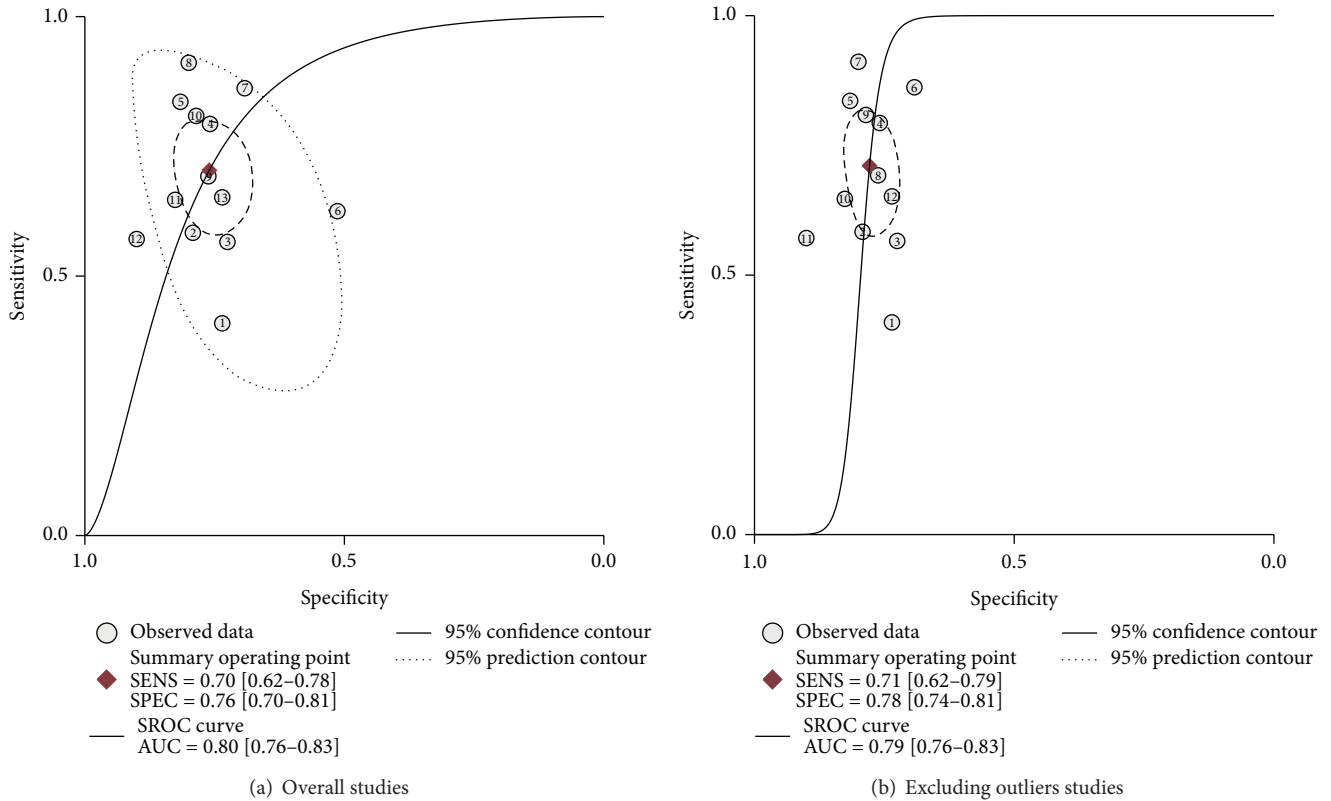 1.0
0.5
0.0
Sensitivity
8
7
5
10
4
9
11
13
6
2
12
3
1
1.0 0.5 0.0
Specificity
Observed data
Summary operating point
SENS = 0.70 [0.62–0.78]
SPEC = 0.76 [0.70–0.81]
SROC curve
AUC = 0.80 [0.76–0.83]
95% confidence contour
95% prediction contour
(a) Overall studies
1.0
0.5
0.0
Sensitivity
7
6
5
9
4
8
10
12
2
11
3
1
1.0 0.5 0.0
Specificity
Observed data
Summary operating point
SENS = 0.71 [0.62–0.79]
SPEC = 0.78 [0.74–0.81]
SROC curve
AUC = 0.79 [0.76–0.83]
95% confidence contour
95% prediction contour
(b) Excluding outliers studies